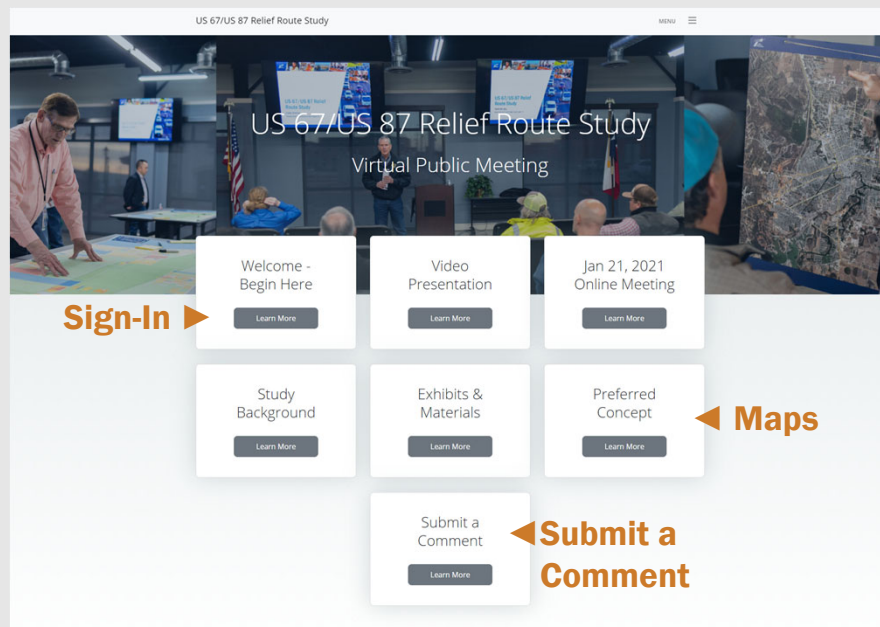 US 67/US 87 Relief Route Study
MENU
US 67/US 87 Relief Route Study
Virtual Public Meeting
Welcome -
Begin Here
Learn More
Video
Presentation
Learn More
Jan 21, 2021
Online Meeting
Learn More
Sign-In
Study
Background
Learn More
Exhibits &
Materials
Learn More
Preferred
Concept
Learn More
Maps
Submit a
Comment
Learn More
Submit a
Comment